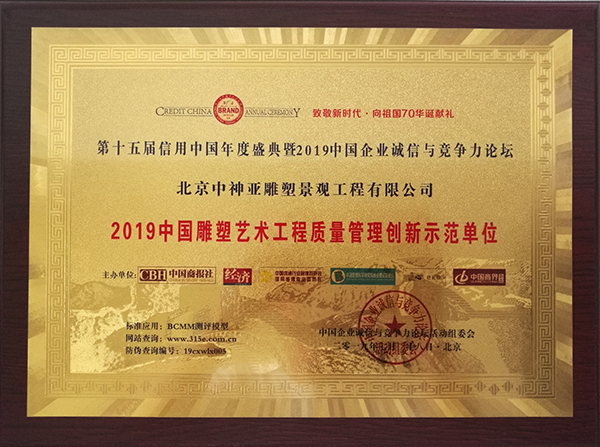 CREDIT CHINA BRAND ANNUAL CEREMONY 致敬新时代·向祖国70华诞献礼
第十五届信用中国年度盛典暨2019中国企业诚信与竞争力论坛
北京中神亚雕塑景观工程有限公司
2019中国雕塑艺术工程质量管理创新示范单位
主办单位: CBH 中国商报社 经济 中国商界
标准应用：BCMM测评模型
网站查询：www.315e.com.cn
防伪查询编号：19cxwlx005
中国企业诚信与竞争力论坛活动组委会
二〇一九年 八日·北京